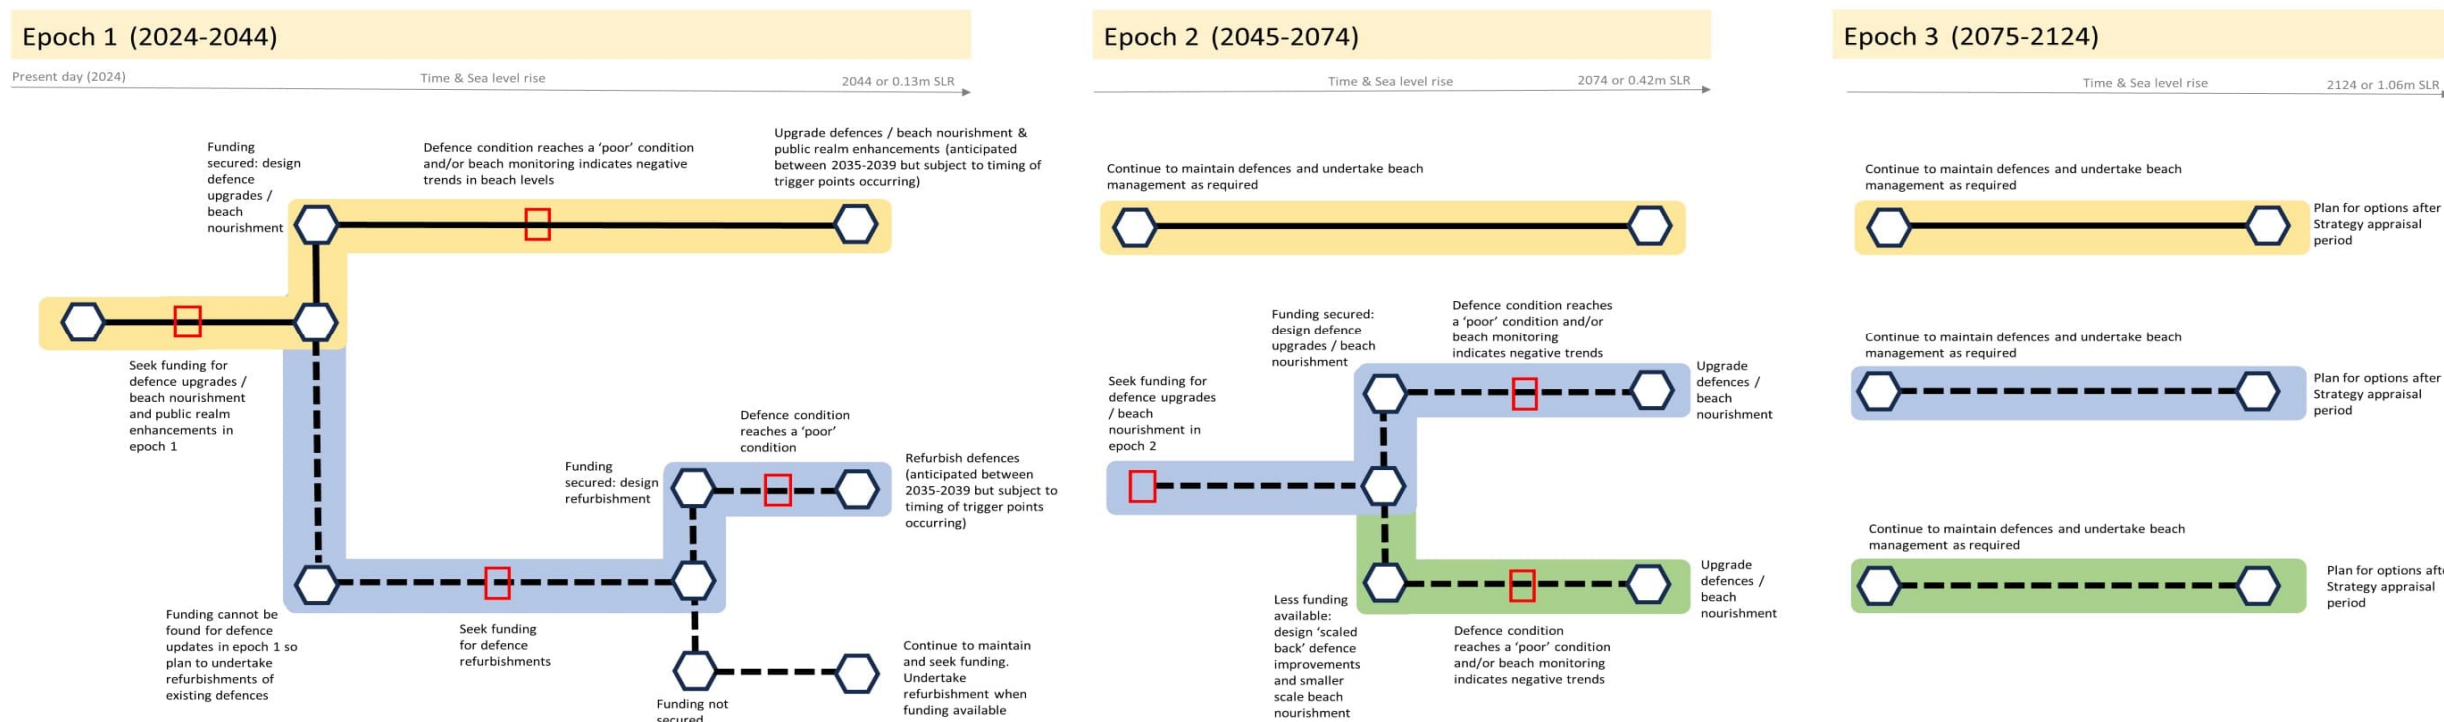 Epoch 1 (2024-2044)
Present day (2024)
Time & Sea level rise
2044 or 0.13m SLR
Funding
secured: design
defence
upgrades /
beach
nourishment
Defence condition reaches a ‘poor’ condition
and/or beach monitoring indicates negative
trends in beach levels
Upgrade defences / beach nourishment &
public realm enhancements (anticipated
between 2035-2039 but subject to timing of
trigger points occurring)
Seek funding for
defence upgrades /
beach nourishment
and public realm
enhancements in
epoch 1
Defence condition
reaches a ‘poor’
condition
Funding
secured: design
refurbishment
Refurbish defences
(anticipated between
2035-2039 but subject to
timing of trigger points
occurring)
Funding cannot be
found for defence
updates in epoch 1 so
plan to undertake
refurbishments of
existing defences
Seek funding
for defence
refurbishments
Funding not
secured
Continue to maintain
and seek funding.
Undertake
refurbishment when
funding available
Epoch 2 (2045-2074)
Time & Sea level rise
2074 or 0.42m SLR
Continue to maintain defences and undertake beach
management as required
Funding secured:
design defence
upgrades / beach
nourishment
Defence condition reaches
a ‘poor’ condition and/or
beach monitoring
indicates negative trends
Seek funding for
defence upgrades
/ beach
nourishment in
epoch 2
Upgrade
defences /
beach
nourishment
Less funding
available:
design ‘scaled
back’ defence
improvements
and smaller
scale beach
nourishment
Defence condition
reaches a ‘poor’ condition
and/or beach monitoring
indicates negative trends
Upgrade
defences /
beach
nourishment
Epoch 3 (2075-2124)
Time & Sea level rise
2124 or 1.06m SLR
Continue to maintain defences and undertake beach
management as required
Plan for options after
Strategy appraisal
period
Continue to maintain defences and undertake beach
management as required
Plan for options after
Strategy appraisal
period
Continue to maintain defences and undertake beach
management as required
Plan for options afte
Strategy appraisal
period